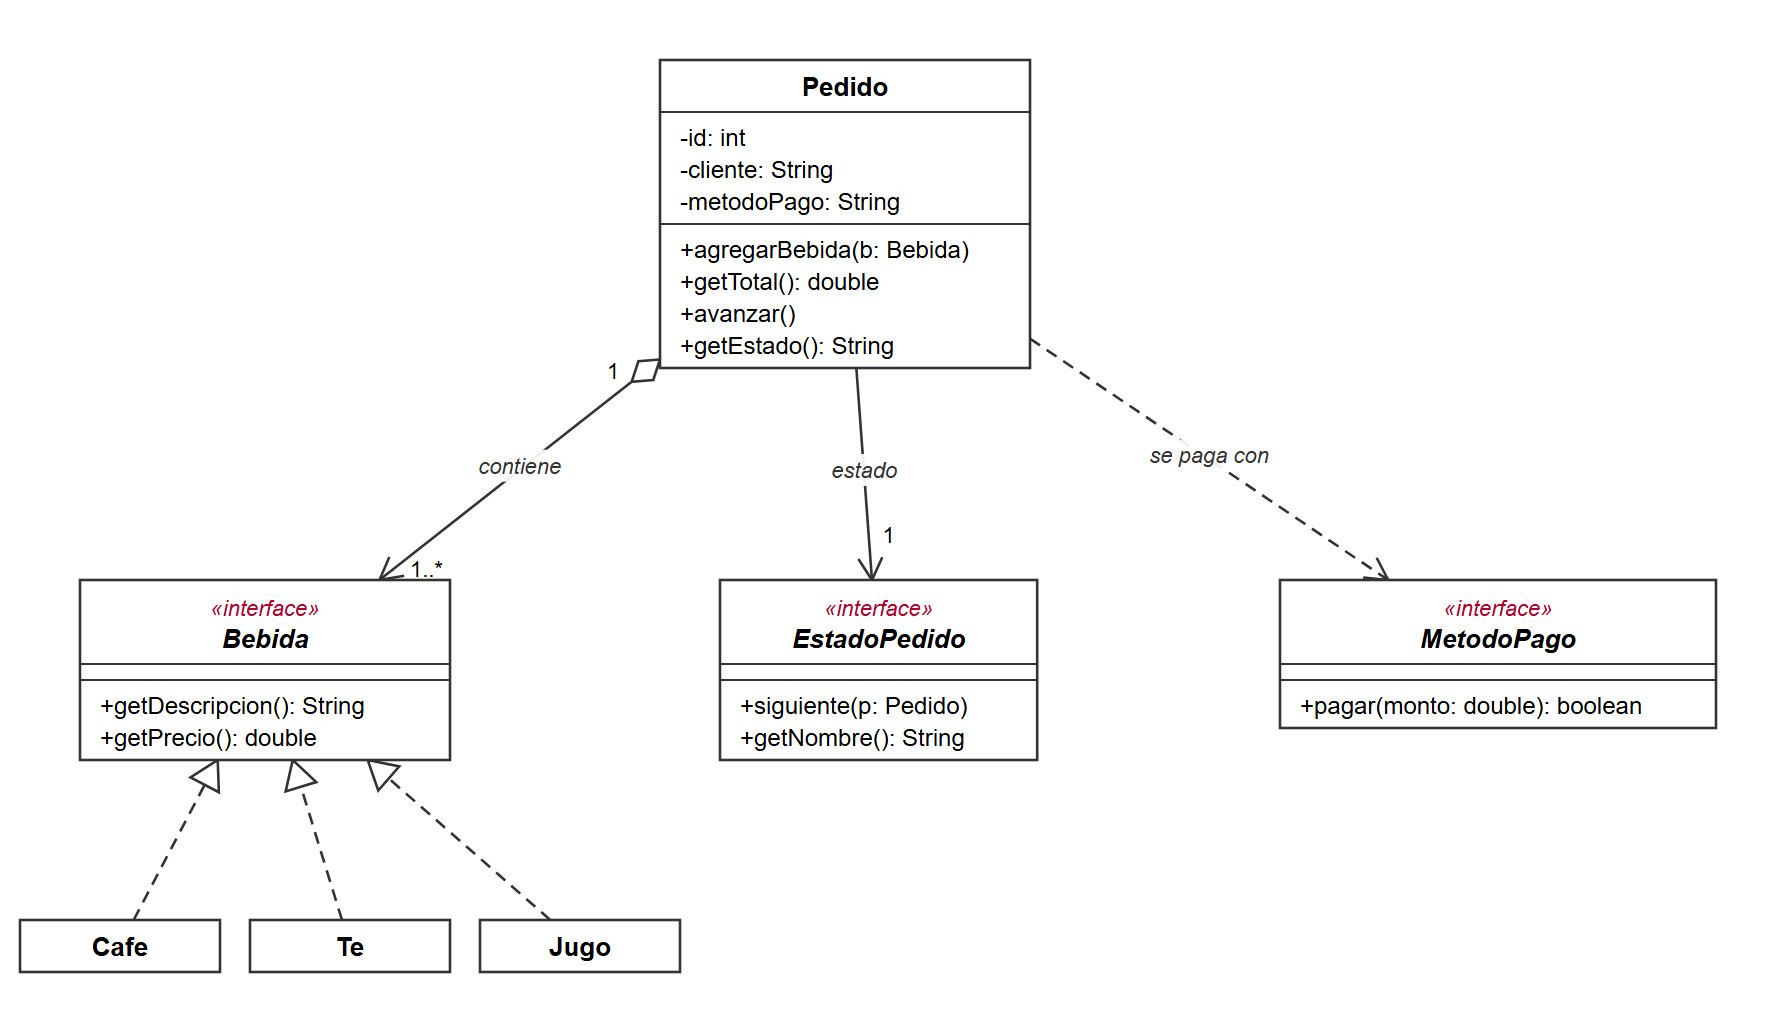 Pedido
-id: int
-cliente: String
-metodoPago: String
+agregarBebida(b: Bebida)
+getTotal(): double
+avanzar()
+getEstado(): String
1
contiene
1..*
estado
1
se paga con
«interface»
Bebida
+getDescripcion(): String
+getPrecio(): double
«interface»
EstadoPedido
+siguiente(p: Pedido)
+getNombre(): String
«interface»
MetodoPago
+pagar(monto: double): boolean
Cafe
Te
Jugo